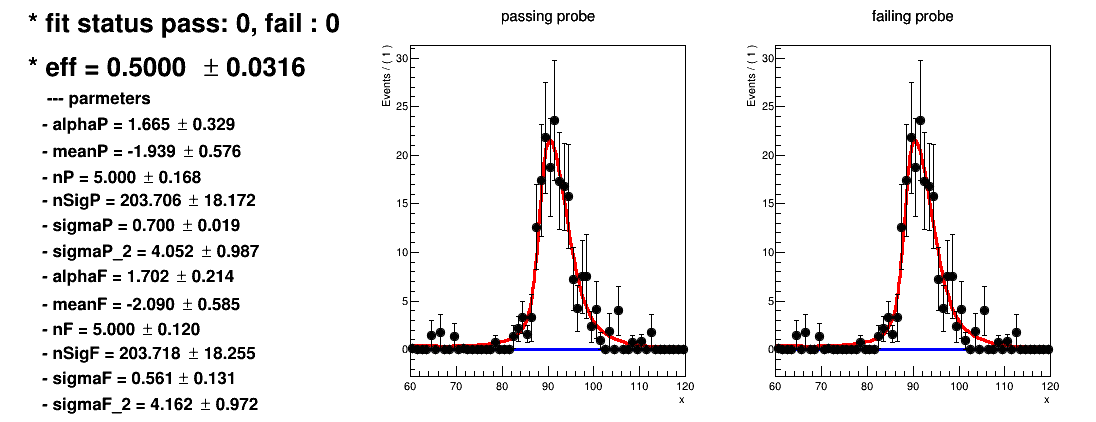 * fit status pass: 0, fail : 0
* eff = 0.5000 ± 0.0316
--- parmeters
- alphaP = 1.665 ± 0.329
- meanP = -1.939 ± 0.576
- nP = 5.000 ± 0.168
- nSigP = 203.706 ± 18.172
- sigmaP = 0.700 ± 0.019
- sigmaP_2 = 4.052 ± 0.987
- alphaF = 1.702 ± 0.214
- meanF = -2.090 ± 0.585
- nF = 5.000 ± 0.120
- nSigF = 203.718 ± 18.255
- sigmaF = 0.561 ± 0.131
- sigmaF_2 = 4.162 ± 0.972
passing probe
Events / ( 1 )
30
25
20
15
10
5
0
60 70 80 90 100 110 120
x
failing probe
Events / ( 1 )
30
25
20
15
10
5
0
60 70 80 90 100 110 120
x